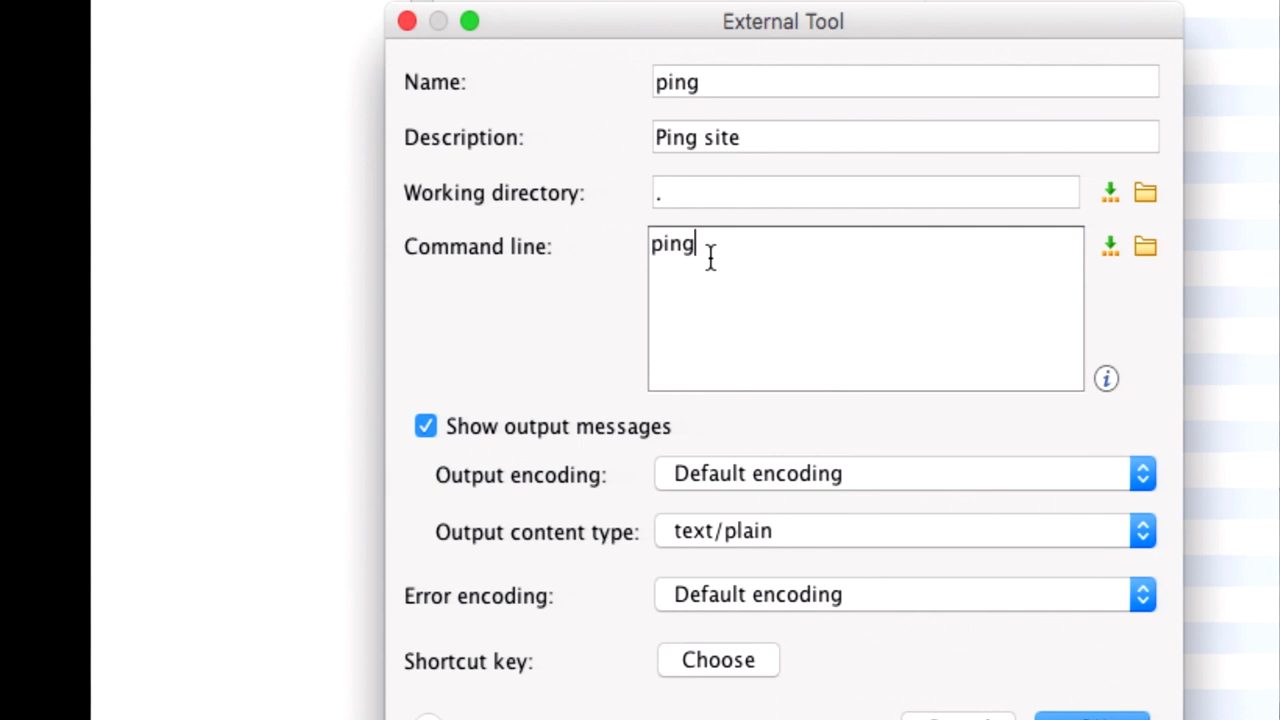 External Tool
Name: ping
Description: Ping site
Working directory: .
Command line: ping
Show output messages
Output encoding: Default encoding
Output content type: text/plain
Error encoding: Default encoding
Shortcut key: Choose